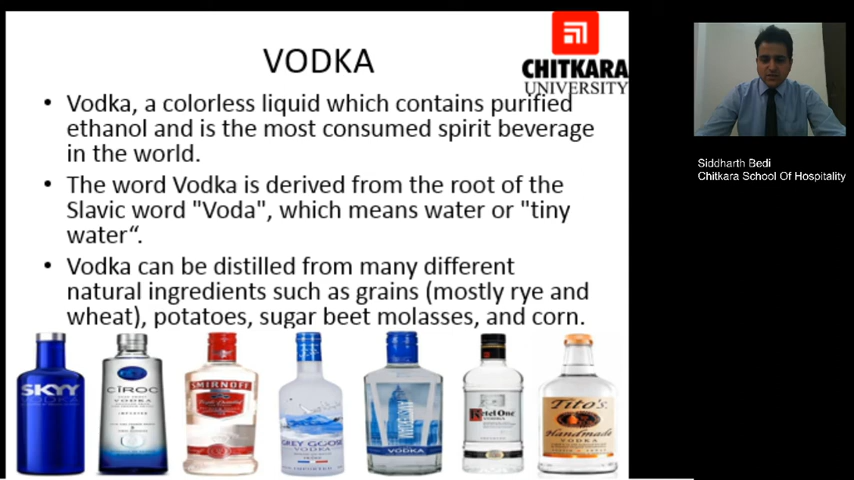 VODKA
CHITKARA
UNIVERSITY
• Vodka, a colorless liquid which contains purified
ethanol and is the most consumed spirit beverage
in the world.
• The word Vodka is derived from the root of the
Slavic word "Voda", which means water or "tiny
water“.
• Vodka can be distilled from many different
natural ingredients such as grains (mostly rye and
wheat), potatoes, sugar beet molasses, and corn.
SKYY
VODKA
CÎROC
VODKA
SMIRNOFF
GREY GOOSE
VODKA
VODKA
Ketel One
Tito's
Handmade
VODKA
Siddharth Bedi
Chitkara School Of Hospitality